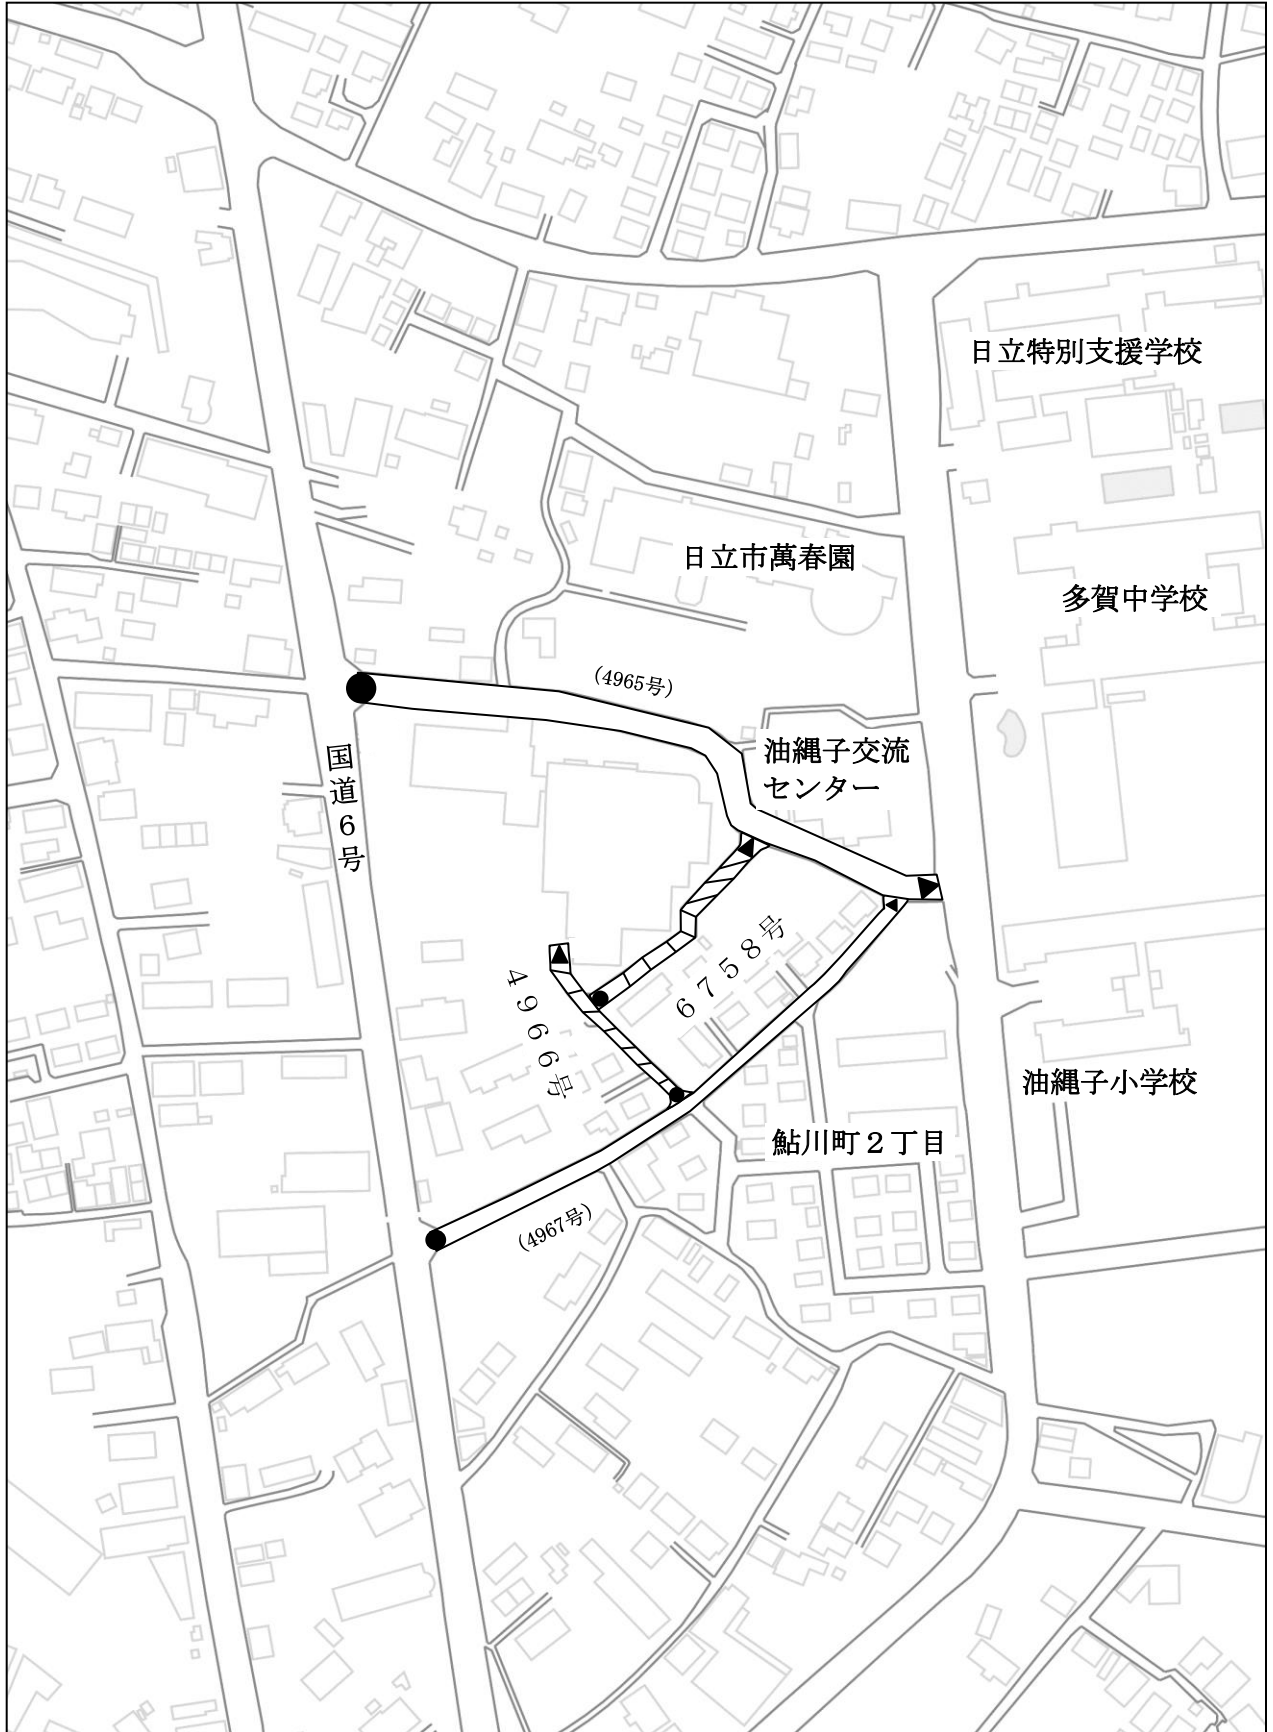 日立特別支援学校
日立市萬春園
多賀中学校
(4965号)
国道６号
油縄子交流
センター
６７５８号
４９６６号
油縄子小学校
鮎川町２丁目
(4967号)